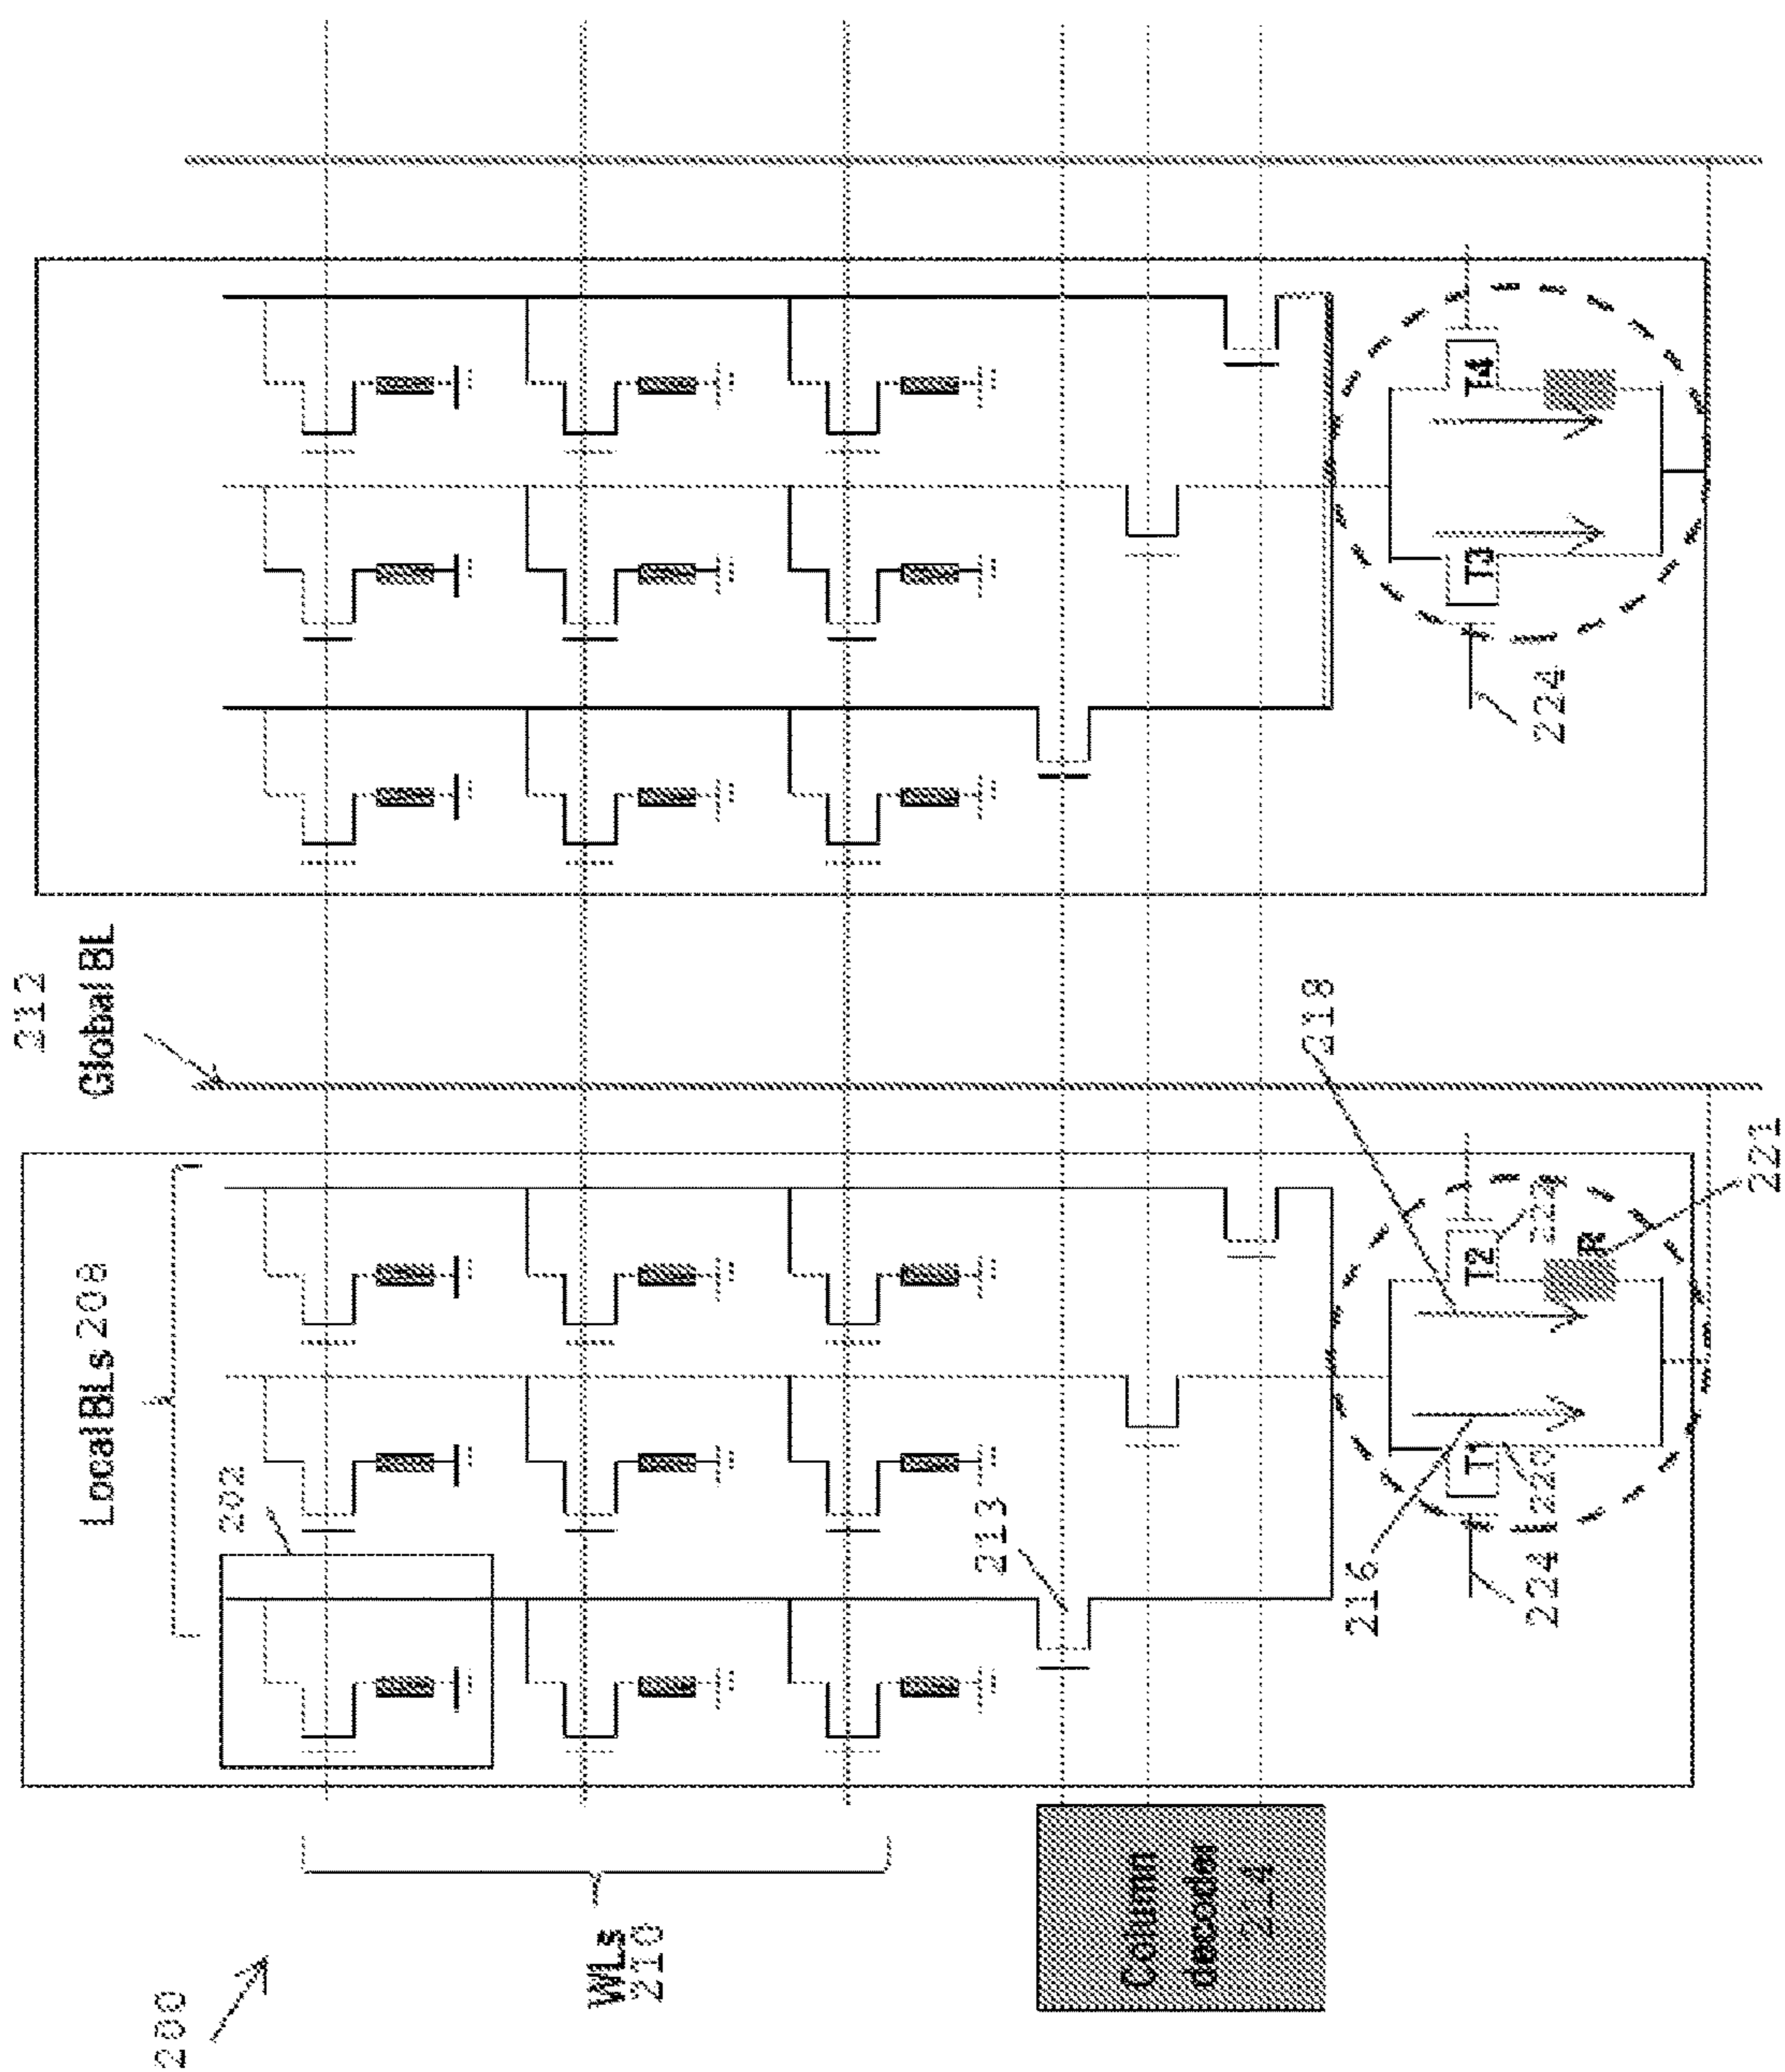 212
Global BL
Local BLs 208
200
202
WLs
210
213
Column
decoder
214
218
216
T1
T2
T3
T4
224
220
222
224
R
221